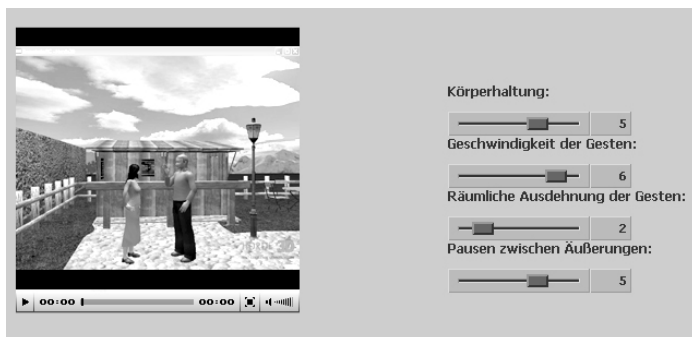 Körperhaltung:
5
Geschwindigkeit der Gesten:
6
Räumliche Ausdehnung der Gesten:
2
Pausen zwischen Äußerungen:
5
00:00 00:00